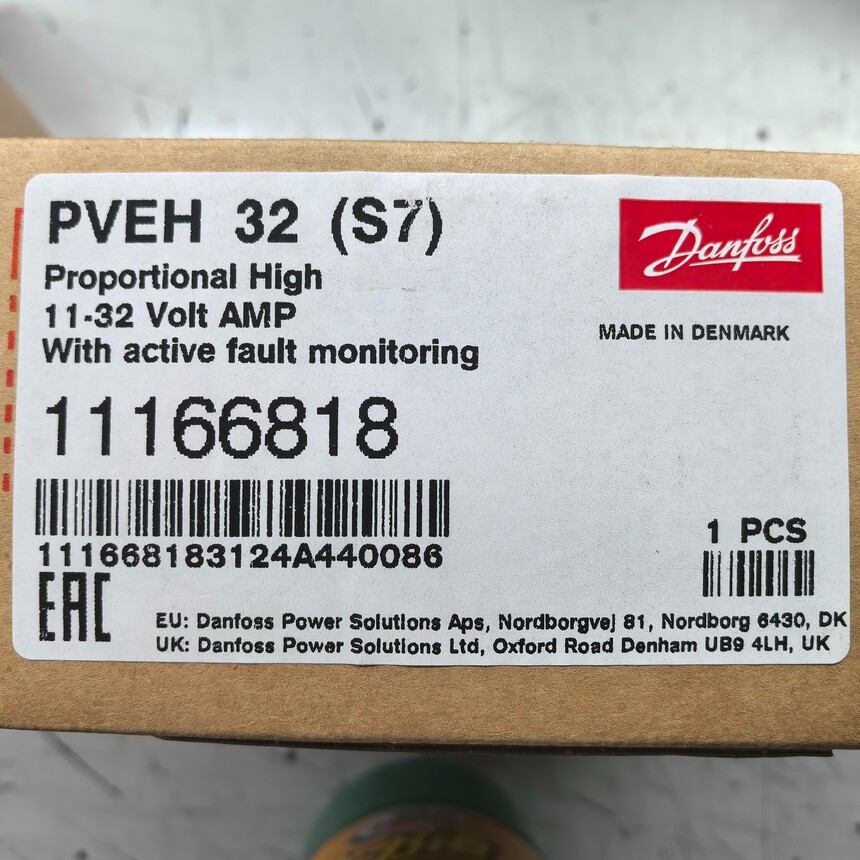 PVEH 32 (S7)
Danfoss
Proportional High
11-32 Volt AMP
MADE IN DENMARK
With active fault monitoring
11166818
1 PCS
111668183124A440086
EAC
EU: Danfoss Power Solutions Aps, Nordborgvej 81, Nordborg 6430, DK
UK: Danfoss Power Solutions Ltd, Oxford Road Denham UB9 4LH, UK